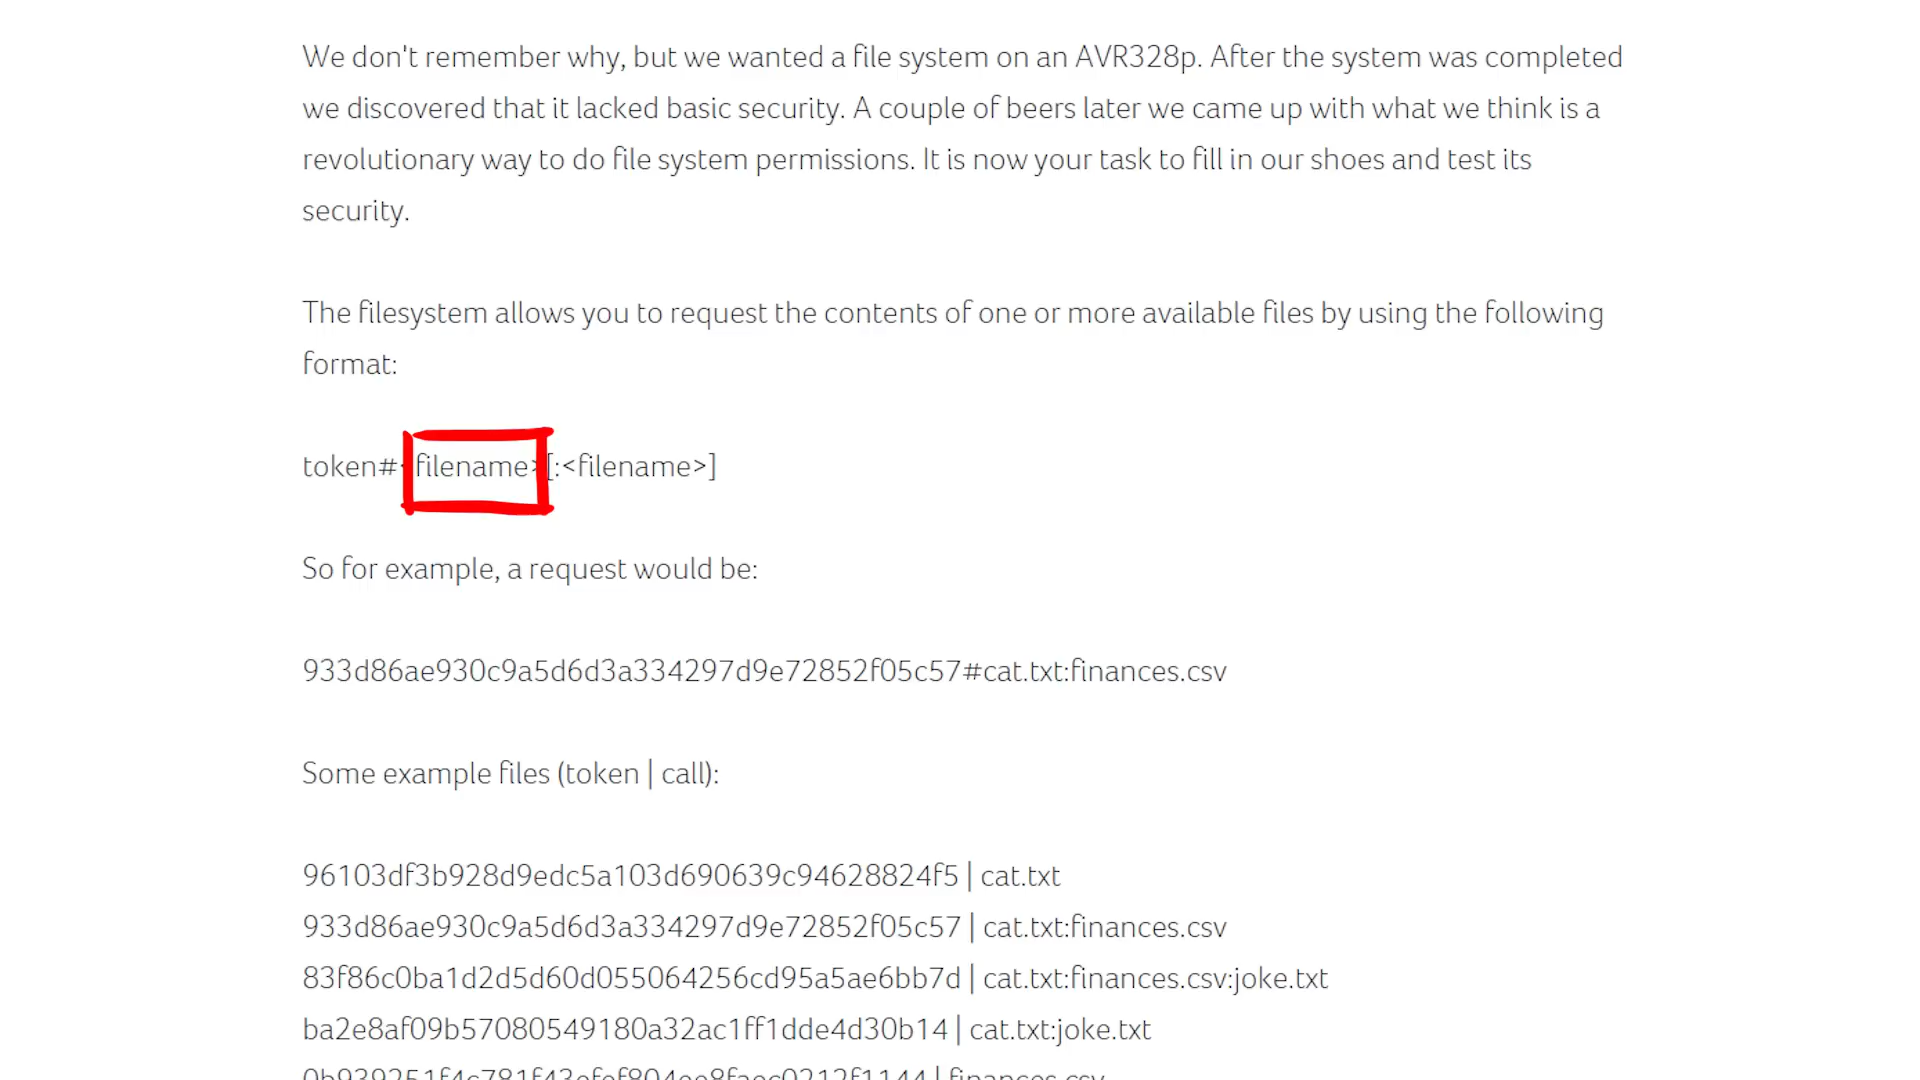 We don't remember why, but we wanted a file system on an AVR328p. After the system was completed
we discovered that it lacked basic security. A couple of beers later we came up with what we think is a
revolutionary way to do file system permissions. It is now your task to fill in our shoes and test its
security.
The filesystem allows you to request the contents of one or more available files by using the following
format:
token#<filename>[:<filename>]
So for example, a request would be:
933d86ae930c9a5d6d3a334297d9e72852f05c57#cat.txt:finances.csv
Some example files (token | call):
96103df3b928d9edc5a103d690639c94628824f5 | cat.txt
933d86ae930c9a5d6d3a334297d9e72852f05c57 | cat.txt:finances.csv
83f86c0ba1d2d5d60d055064256cd95a5ae6bb7d | cat.txt:finances.csv:joke.txt
ba2e8af09b57080549180a32ac1ff1dde4d30b14 | cat.txt:joke.txt
| finances.csv